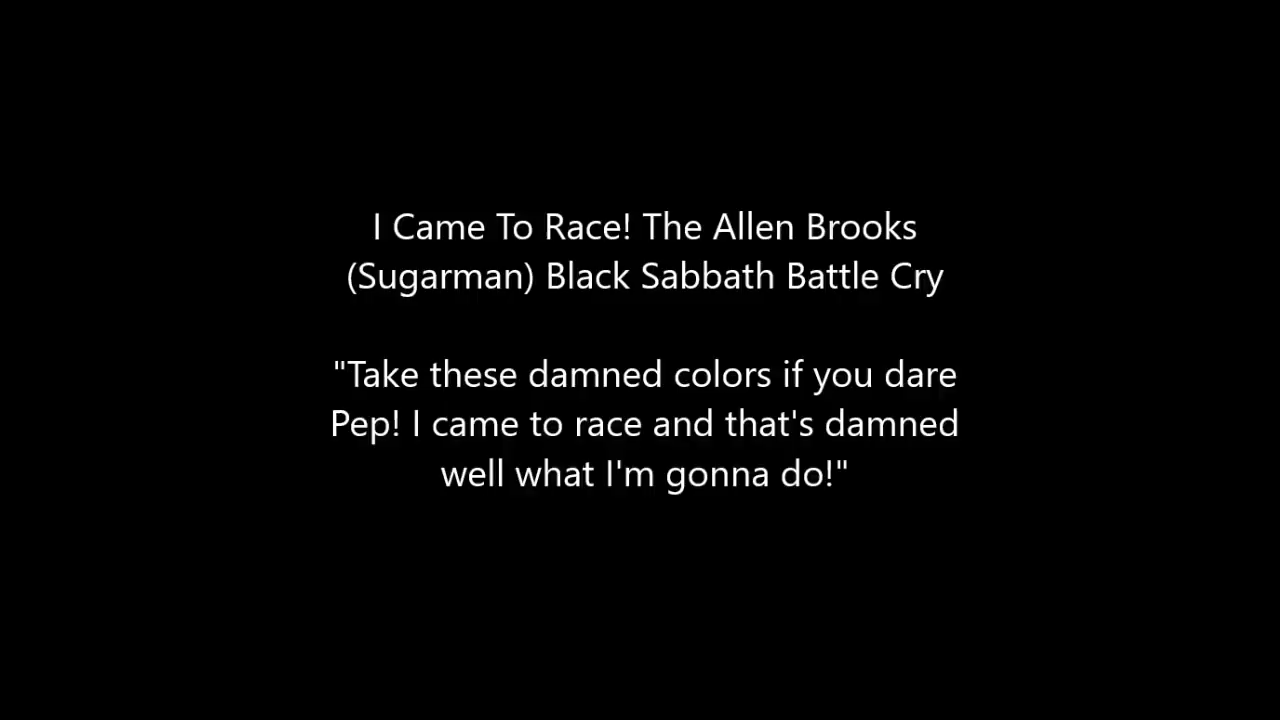 I Came To Race! The Allen Brooks
(Sugarman) Black Sabbath Battle Cry
"Take these damned colors if you dare
Pep! I came to race and that's damned
well what I'm gonna do!"